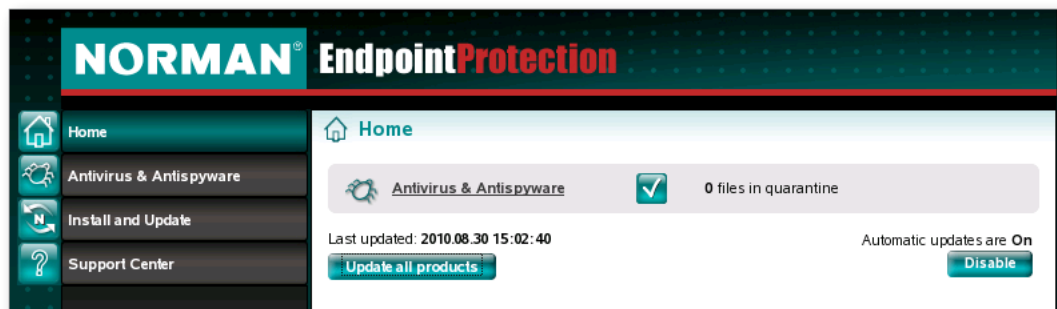 NORMAN® EndpointProtection
Home
Antivirus & Antispyware
Install and Update
Support Center
Home
Antivirus & Antispyware 0 files in quarantine
Last updated: 2010.08.30 15:02:40 Automatic updates are On
Update all products Disable